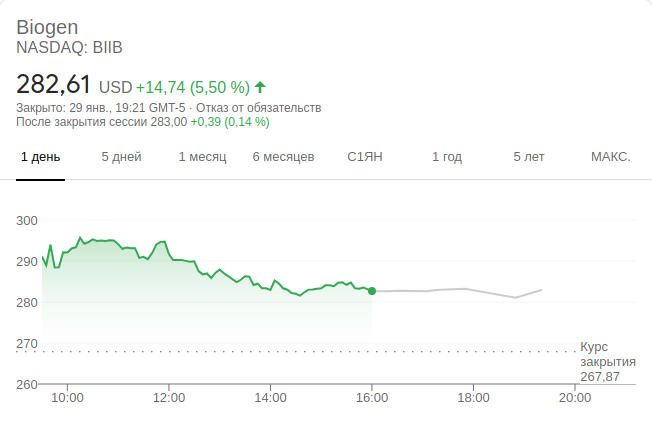 Biogen
NASDAQ: BIIB
282,61 USD +14,74 (5,50 %)
Закрыто: 29 янв., 19:21 GMT-5 · Отказ от обязательств
После закрытия сессии 283,00 +0,39 (0,14 %)
1 день 5 дней 1 месяц 6 месяцев С1ЯН 1 год 5 лет МАКС.
300
290
280
270
Курс
закрытия
267,87
260
10:00 12:00 14:00 16:00 18:00 20:00